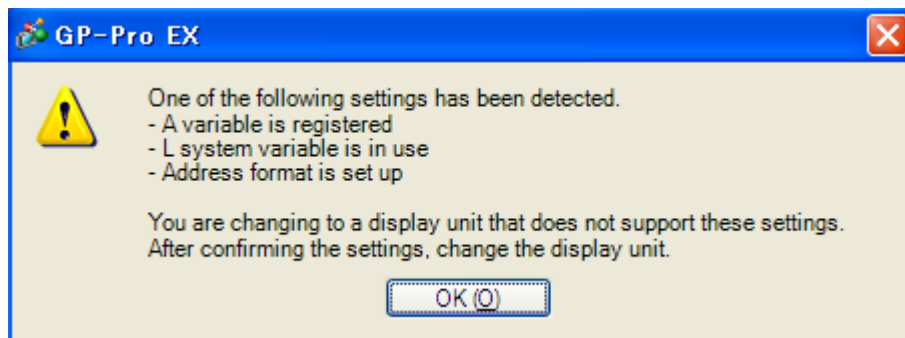 GP-Pro EX
One of the following settings has been detected.
- A variable is registered
- L system variable is in use
- Address format is set up
You are changing to a display unit that does not support these settings.
After confirming the settings, change the display unit.
OK (O)